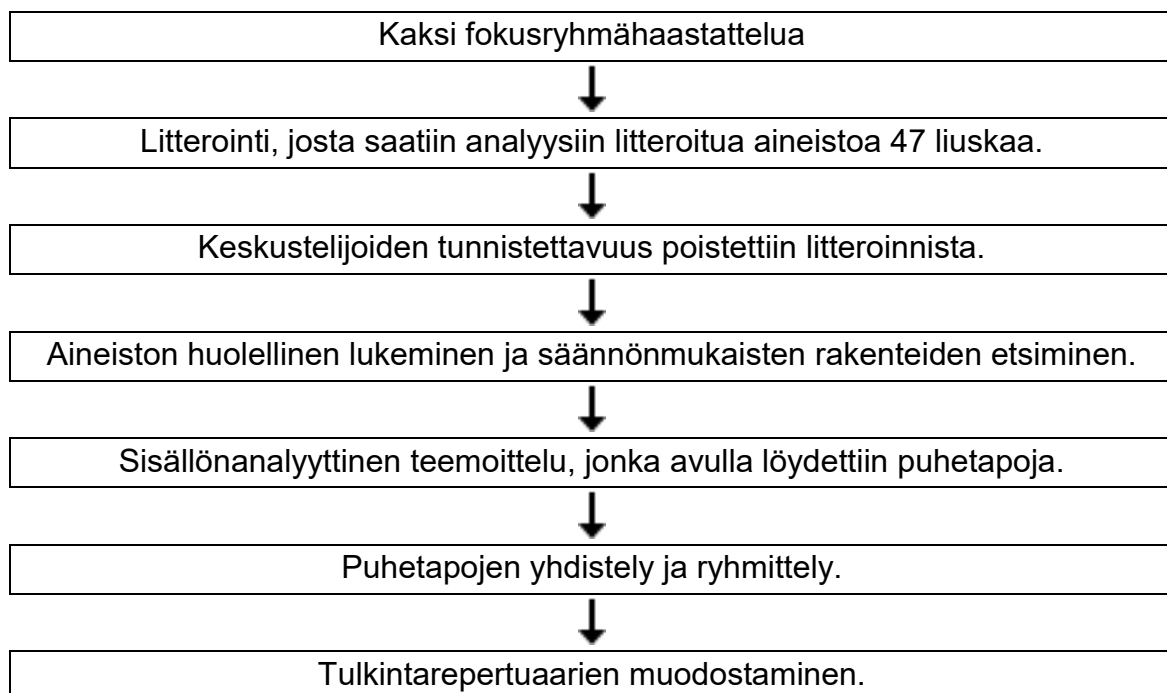 Kaksi fokusryhmähaastattelua
Litterointi, josta saatiin analyysiin litteroitua aineistoa 47 liuskaa.
Keskustelijoiden tunnistettavuus poistettiin litteroinnista.
Aineiston huolellinen lukeminen ja säännönmukaisten rakenteiden etsiminen.
Sisällönanalyyttinen teemoittelu, jonka avulla löydettiin puhetapoja.
Puhetapojen yhdistely ja ryhmittely.
Tulkintarepertuaarien muodostaminen.